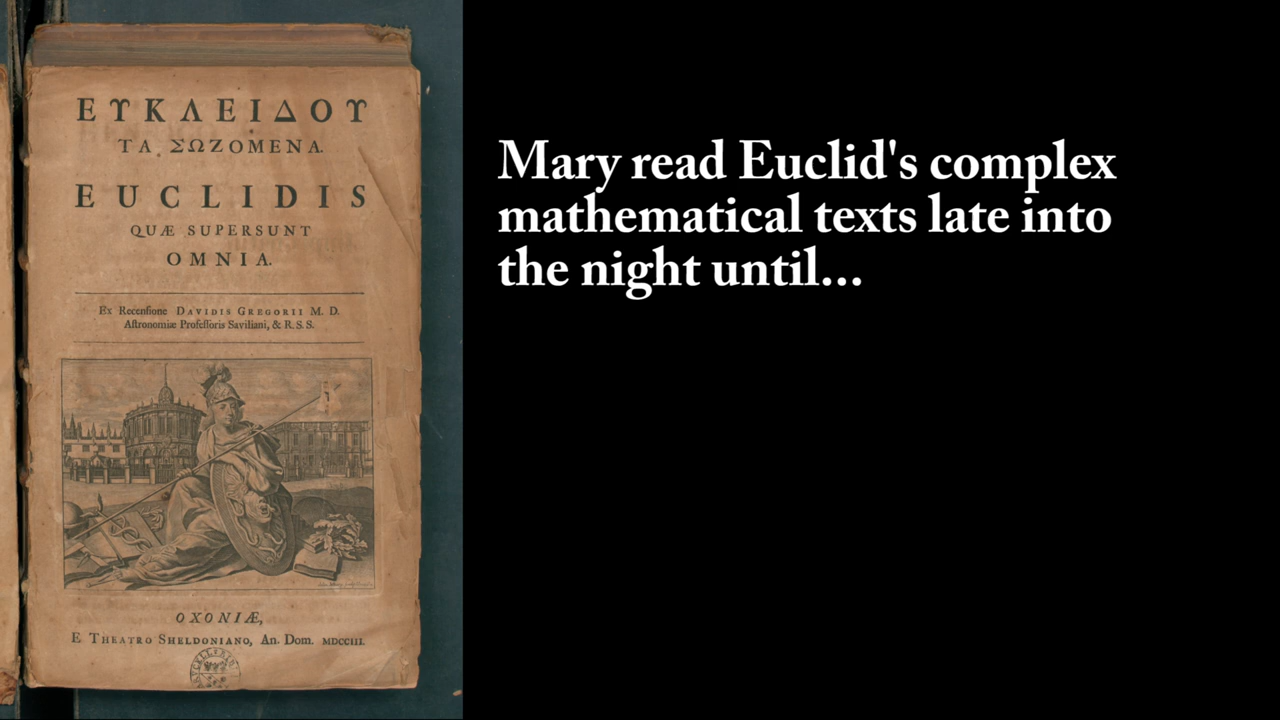 ΕΥΚΛΕΙΔΟΥ
ΤΑ ΣΩΖΟΜΕΝΑ.
EUCLIDIS
QUÆ SUPERSUNT
OMNIA.
Ex Recenſione DAVIDIS GREGORII M. D.
Aſtronomiæ Profeſſoris Saviliani, & R. S. S.
OXONIÆ,
E THEATRO SHELDONIANO, An. Dom. MDCCIII.
Mary read Euclid's complex
mathematical texts late into
the night until...